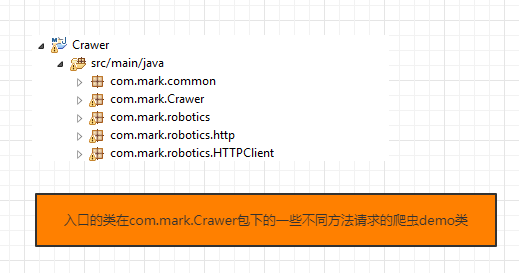 Crawer
src/main/java
com.mark.common
com.mark.Crawer
com.mark.robotics
com.mark.robotics.http
com.mark.robotics.HTTPClient
入口的类在com.mark.Crawer包下的一些不同方法请求的爬虫demo类